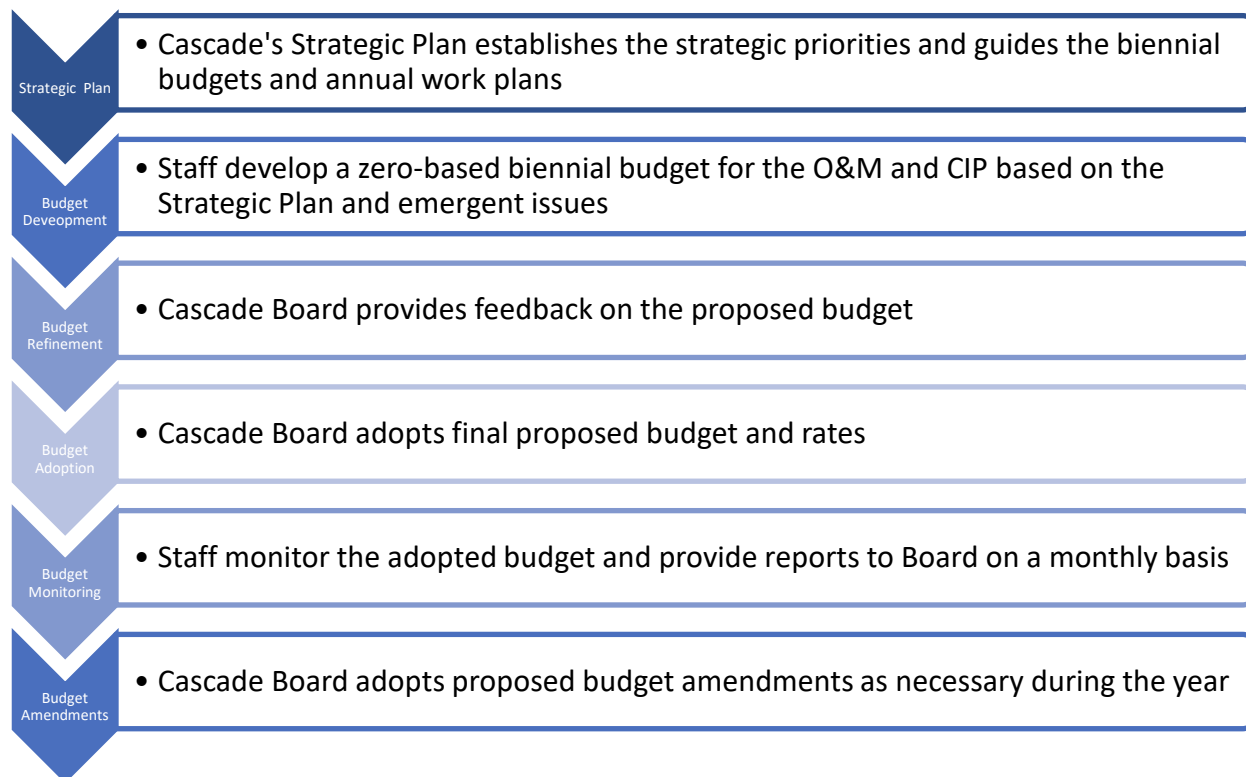 Strategic Plan
• Cascade's Strategic Plan establishes the strategic priorities and guides the biennial
budgets and annual work plans
Budget
Deveopment
• Staff develop a zero-based biennial budget for the O&M and CIP based on the
Strategic Plan and emergent issues
Budget
Refinement
• Cascade Board provides feedback on the proposed budget
Budget
Adoption
• Cascade Board adopts final proposed budget and rates
Budget
Monitoring
• Staff monitor the adopted budget and provide reports to Board on a monthly basis
Budget
Amendments
• Cascade Board adopts proposed budget amendments as necessary during the year